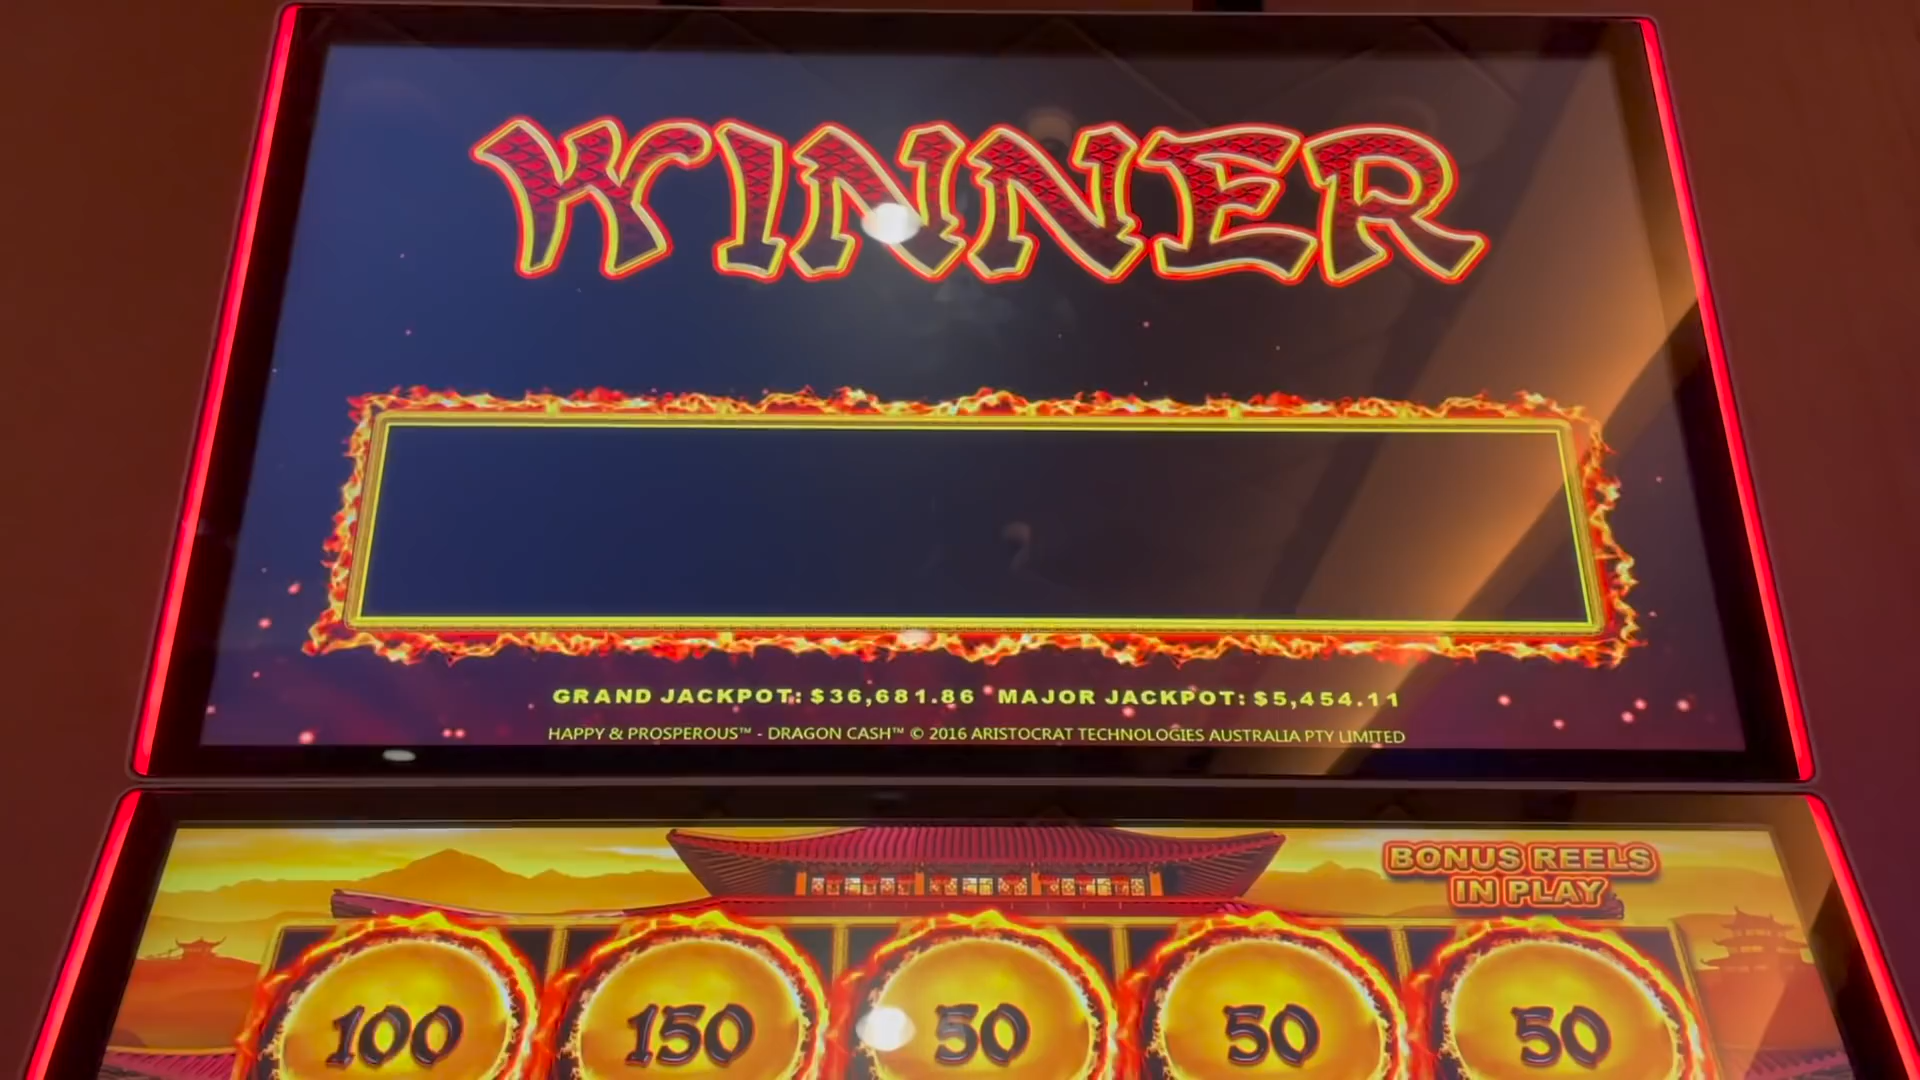 WINNER
GRAND JACKPOT: $36,681.86 MAJOR JACKPOT: $5,454.11
HAPPY & PROSPEROUS™ - DRAGON CASH™ © 2016 ARISTOCRAT TECHNOLOGIES AUSTRALIA PTY LIMITED
BONUS REELS
IN PLAY
100 150 50 50 50